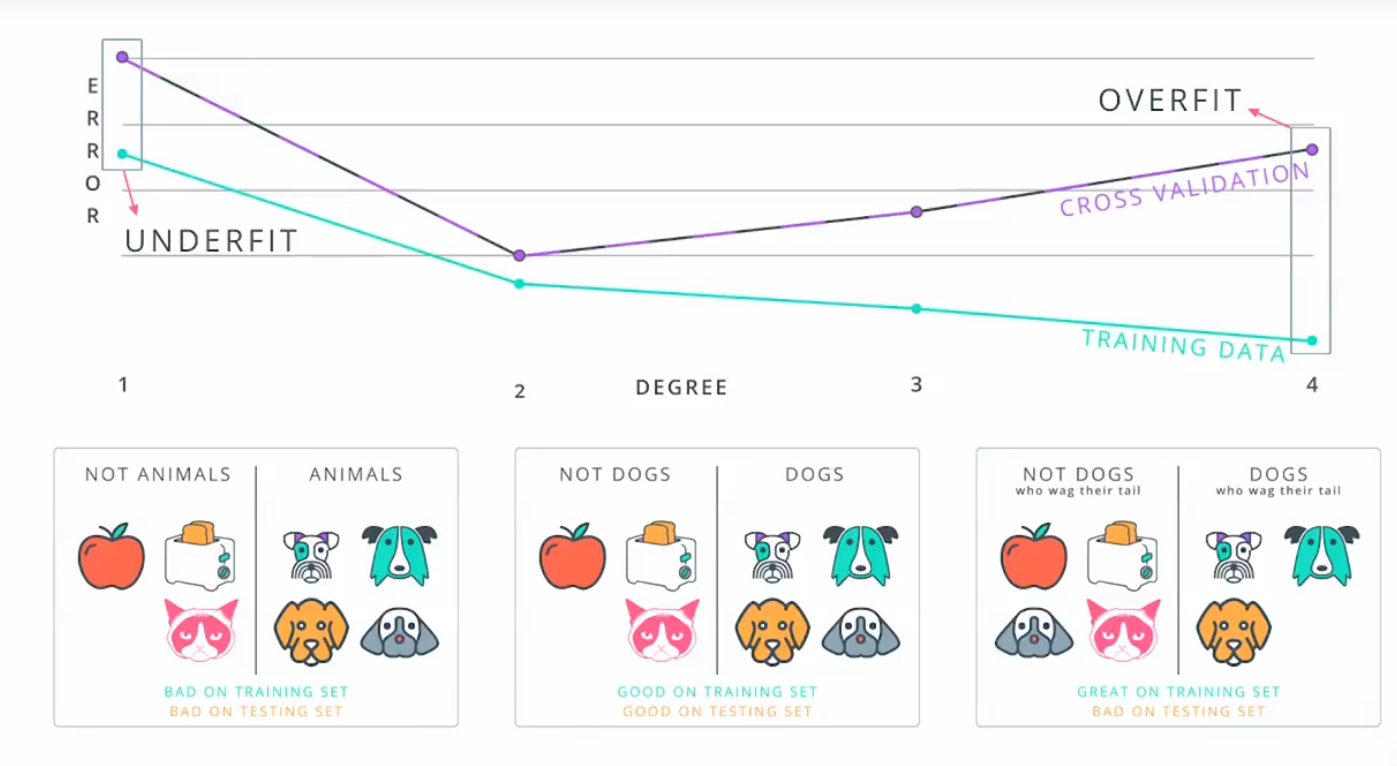 ERROR
OVERFIT
CROSS VALIDATION
UNDERFIT
TRAINING DATA
1
2
DEGREE
3
4
NOT ANIMALS
ANIMALS
BAD ON TRAINING SET
BAD ON TESTING SET
NOT DOGS
DOGS
GOOD ON TRAINING SET
GOOD ON TESTING SET
NOT DOGS
who wag their tail
DOGS
who wag their tail
GREAT ON TRAINING SET
BAD ON TESTING SET